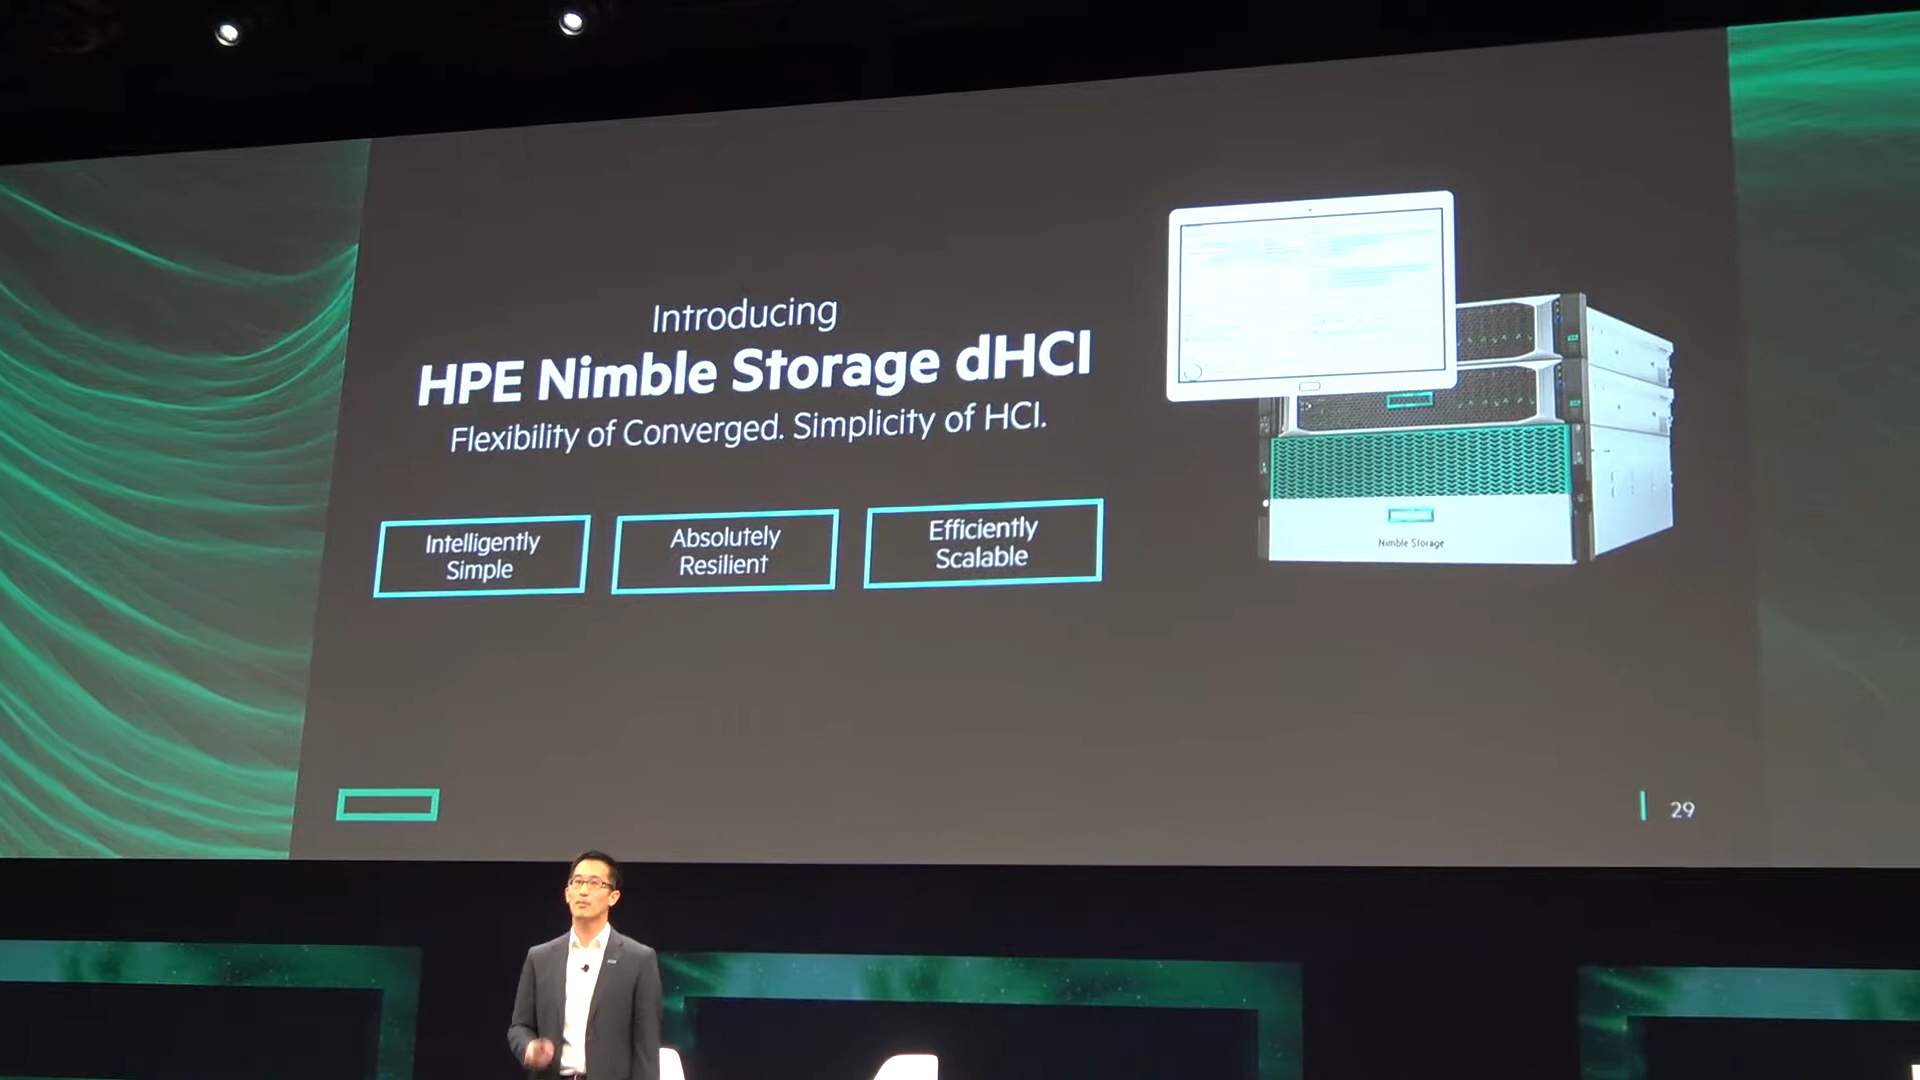 Introducing
HPE Nimble Storage dHCI
Flexibility of Converged. Simplicity of HCI.
Intelligently
Simple
Absolutely
Resilient
Efficiently
Scalable
Nimble Storage
29